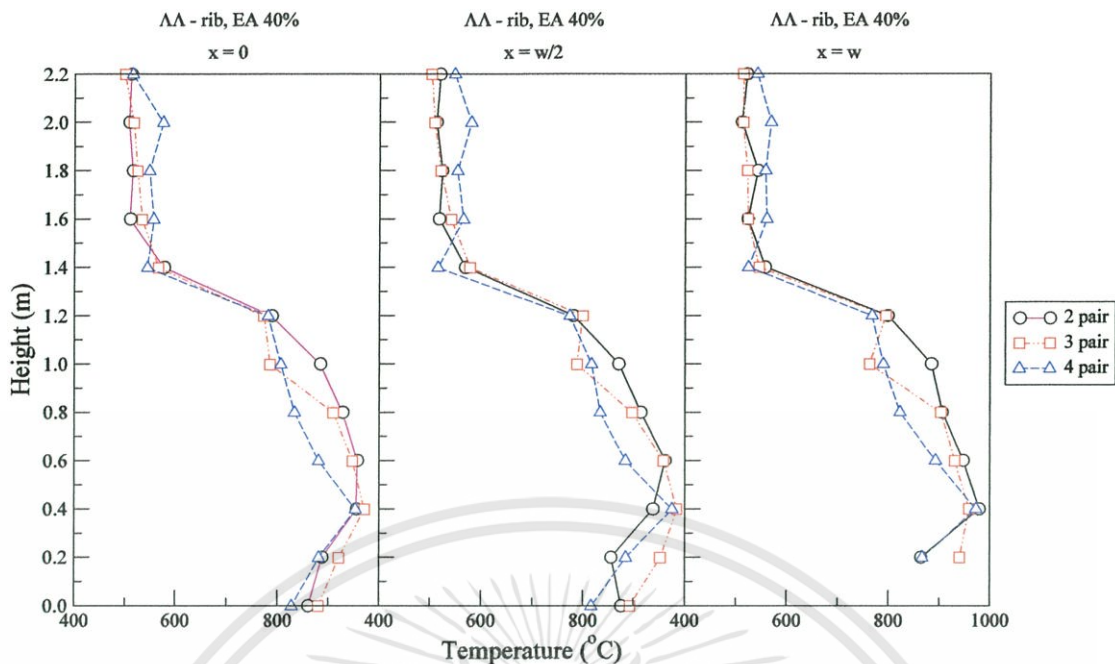 ΛΛ - rib, EA 40%
x = 0
ΛΛ - rib, EA 40%
x = w/2
ΛΛ - rib, EA 40%
x = w
Height (m)
2.2
2.0
1.8
1.6
1.4
1.2
1.0
0.8
0.6
0.4
0.2
0.0
400 600 800 400 600 800 400 600 800 1000
Temperature (°C)
2 pair
3 pair
4 pair